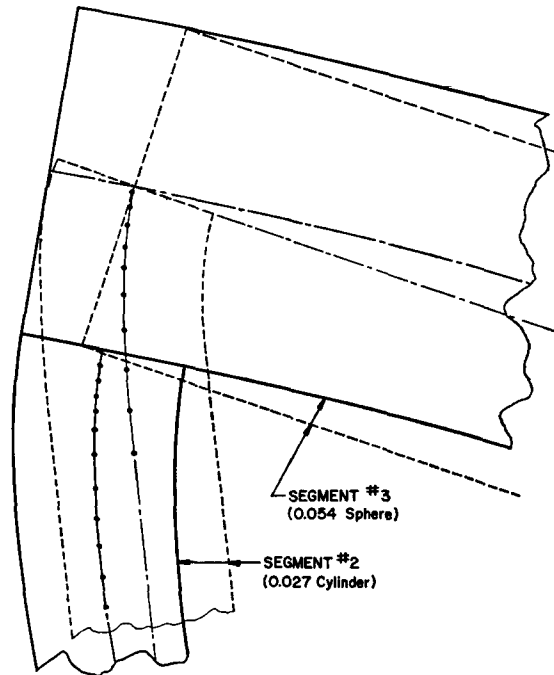 SEGMENT #3
(0.054 Sphere)
SEGMENT #2
(0.027 Cylinder)